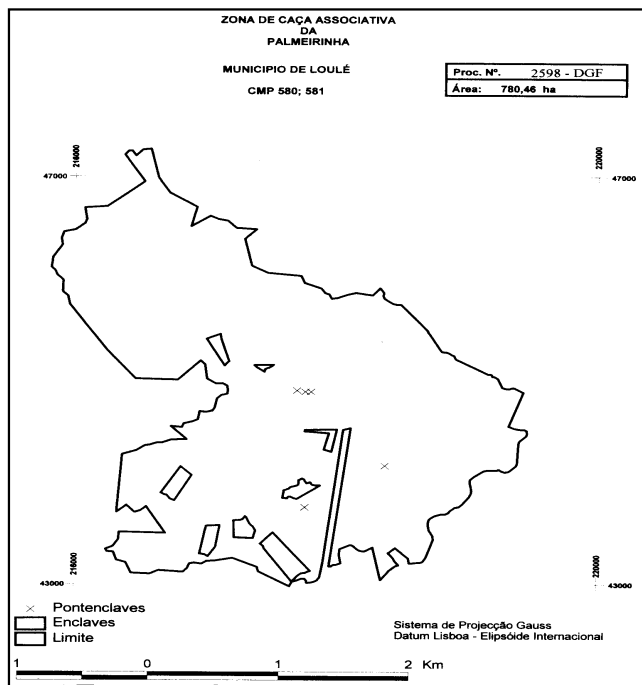 ZONA DE CAÇA ASSOCIATIVA
DA
PALMEIRINHA
MUNICIPIO DE LOULÉ
CMP 580; 581
Proc. Nº. 2598 - DGF
Área: 780,46 ha
47000
216000
220000
47000
43000
216000
220000
43000
Pontenclaves
Enclaves
Limite
Sistema de Projecção Gauss
Datum Lisboa - Elipsóide Internacional
1 0 1 2 Km